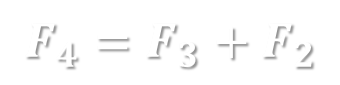 F₄ = F₃ + F₂